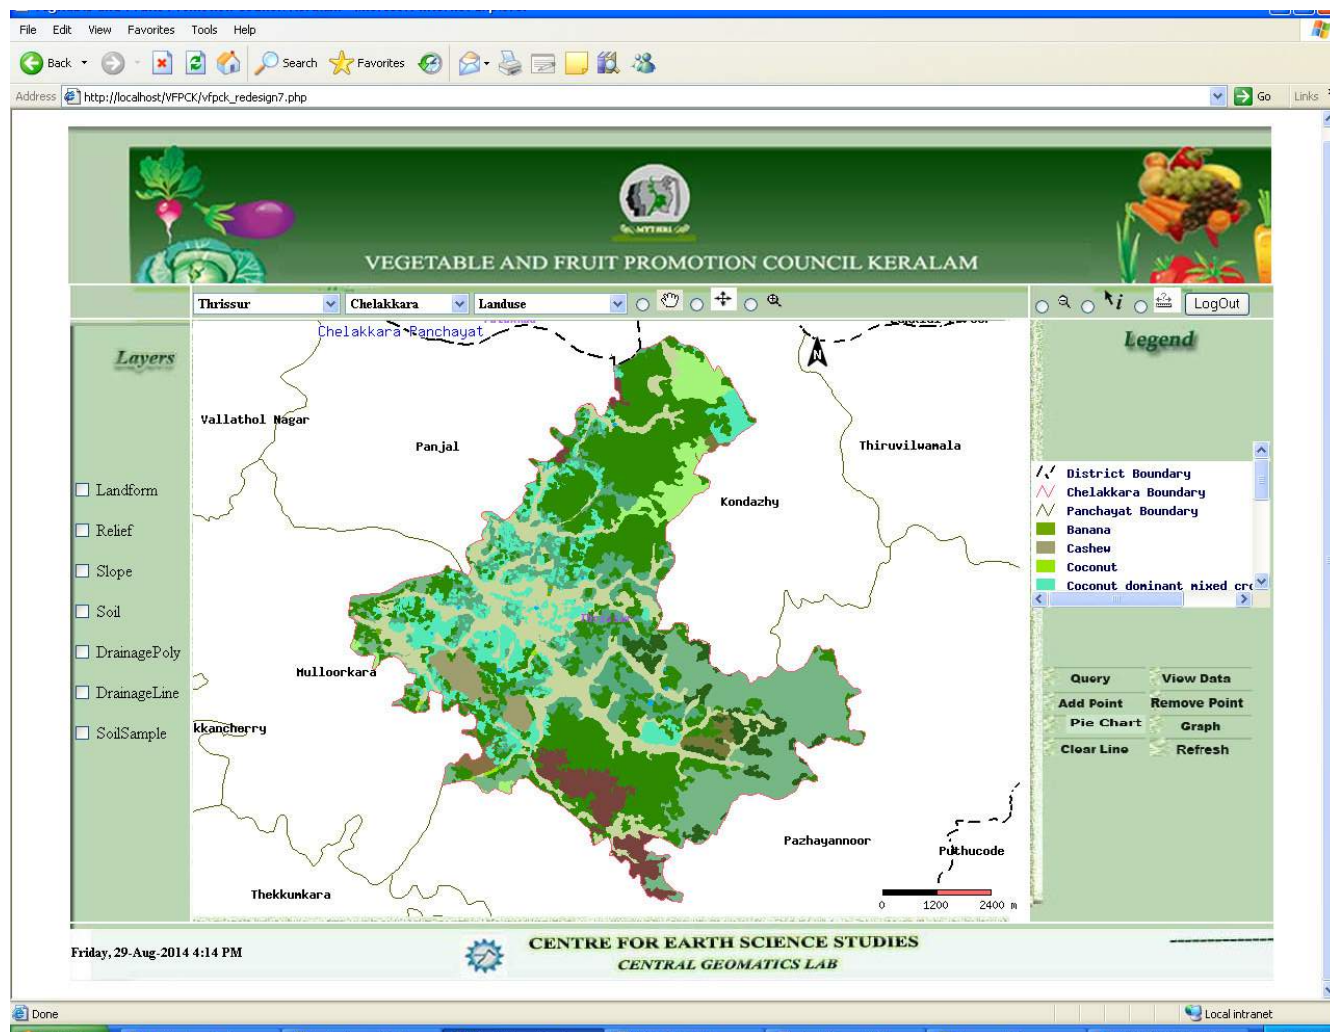 File Edit View Favorites Tools Help
Back Search Favorites
Address http://localhost/VFPCK/vfpck_redesign7.php Go Links
MYTHRI
VEGETABLE AND FRUIT PROMOTION COUNCIL KERALAM
Thrissur Chelakkara Landuse LogOut
Layers
Landform
Relief
Slope
Soil
DrainagePoly
DrainageLine
SoilSample
Chelakkara Panchayat
N
Vallathol Nagar
Panjal
Thiruvilwamala
Kondazhy
Mulloorkara
kkancherry
Pazhayannoor
Puthucode
Thekkumkara
0 1200 2400 m
Legend
District Boundary
Chelakkara Boundary
Panchayat Boundary
Banana
Cashew
Coconut
Coconut dominant mixed cr
Query View Data
Add Point Remove Point
Pie Chart Graph
Clear Line Refresh
Friday, 29-Aug-2014 4:14 PM
CENTRE FOR EARTH SCIENCE STUDIES
CENTRAL GEOMATICS LAB
Done Local intranet